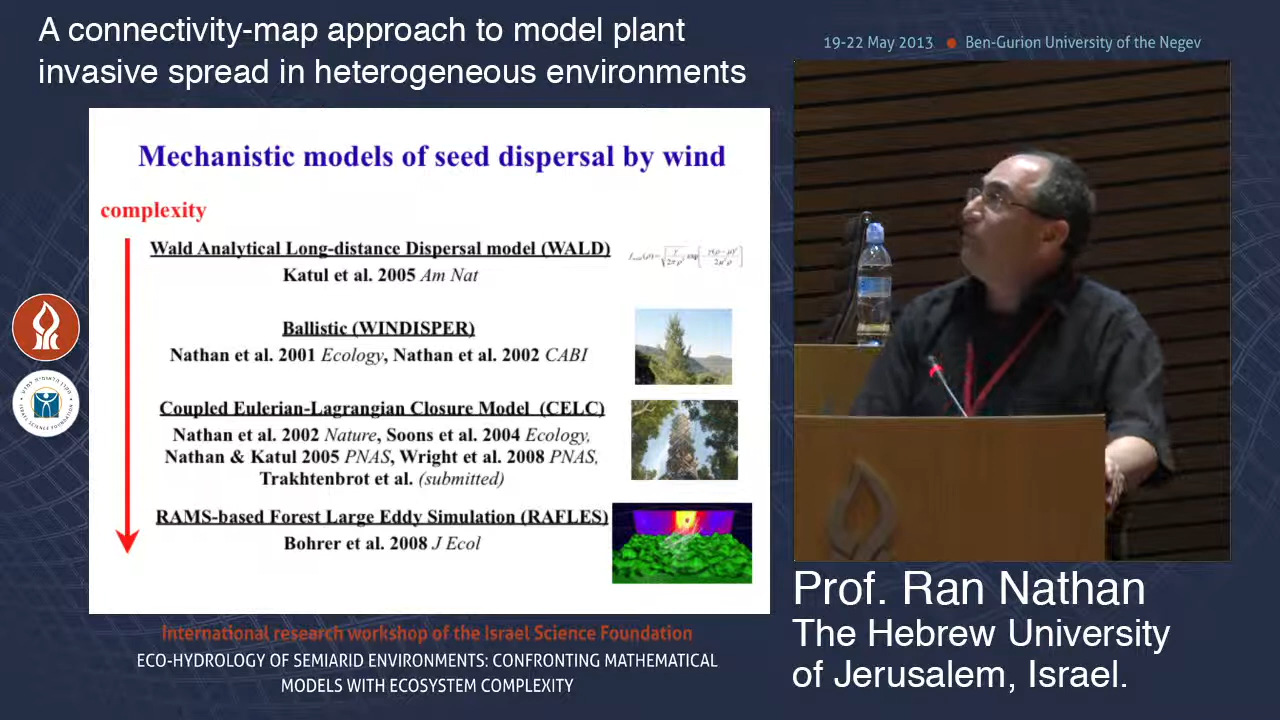 A connectivity-map approach to model plant
invasive spread in heterogeneous environments
19-22 May 2013 ● Ben-Gurion University of the Negev
Mechanistic models of seed dispersal by wind
complexity
Wald Analytical Long-distance Dispersal model (WALD)
Katul et al. 2005 Am Nat
Ballistic (WINDISPER)
Nathan et al. 2001 Ecology, Nathan et al. 2002 CABI
Coupled Eulerian-Lagrangian Closure Model (CELC)
Nathan et al. 2002 Nature, Soons et al. 2004 Ecology,
Nathan & Katul 2005 PNAS, Wright et al. 2008 PNAS,
Trakhtenbrot et al. (submitted)
RAMS-based Forest Large Eddy Simulation (RAFLES)
Bohrer et al. 2008 J Ecol
International research workshop of the Israel Science Foundation
ECO-HYDROLOGY OF SEMIARID ENVIRONMENTS: CONFRONTING MATHEMATICAL
MODELS WITH ECOSYSTEM COMPLEXITY
Prof. Ran Nathan
The Hebrew University
of Jerusalem, Israel.